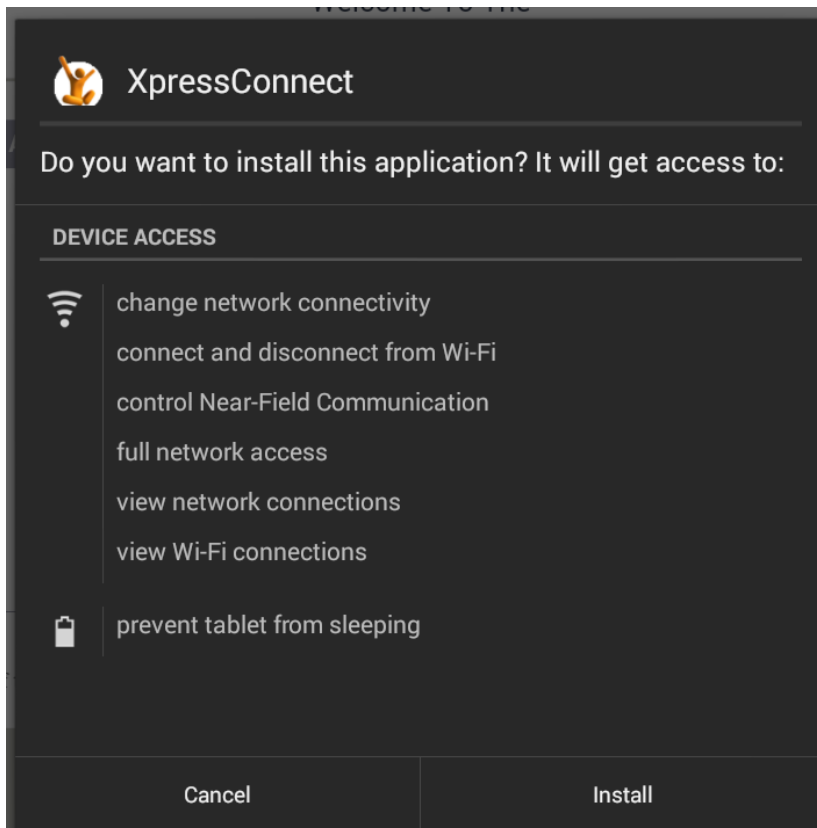 XpressConnect
Do you want to install this application? It will get access to:
DEVICE ACCESS
change network connectivity
connect and disconnect from Wi-Fi
control Near-Field Communication
full network access
view network connections
view Wi-Fi connections
prevent tablet from sleeping
Cancel
Install